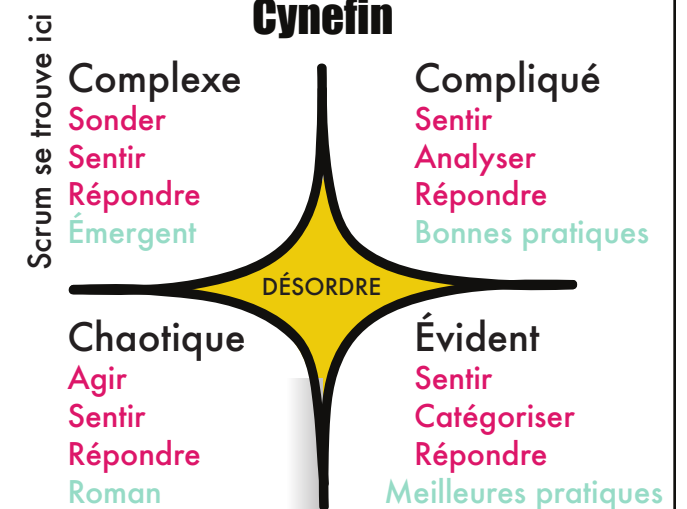 Cynefin
Scrum se trouve ici
Complexe
Sonder
Sentir
Répondre
Émergent
Compliqué
Sentir
Analyser
Répondre
Bonnes pratiques
DÉSORDRE
Chaotique
Agir
Sentir
Répondre
Roman
Évident
Sentir
Catégoriser
Répondre
Meilleures pratiques